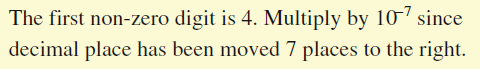 The first non-zero digit is 4. Multiply by 10⁻⁷ since
decimal place has been moved 7 places to the right.